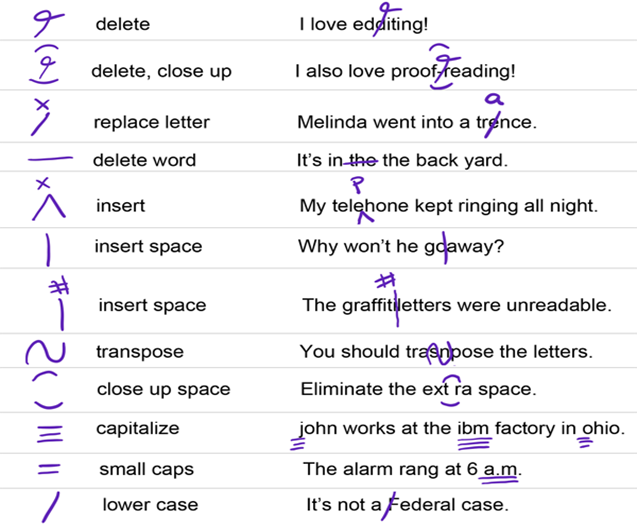 delete I love edditing!
delete, close up I also love proof-reading!
x a
replace letter Melinda went into a trence.
delete word It's in the the back yard.
x p
insert My telehone kept ringing all night.
insert space Why won't he goaway?
# #
insert space The graffitiletters were unreadable.
transpose You should trasnpose the letters.
close up space Eliminate the ext ra space.
capitalize john works at the ibm factory in ohio.
small caps The alarm rang at 6 a.m.
lower case It's not a Federal case.